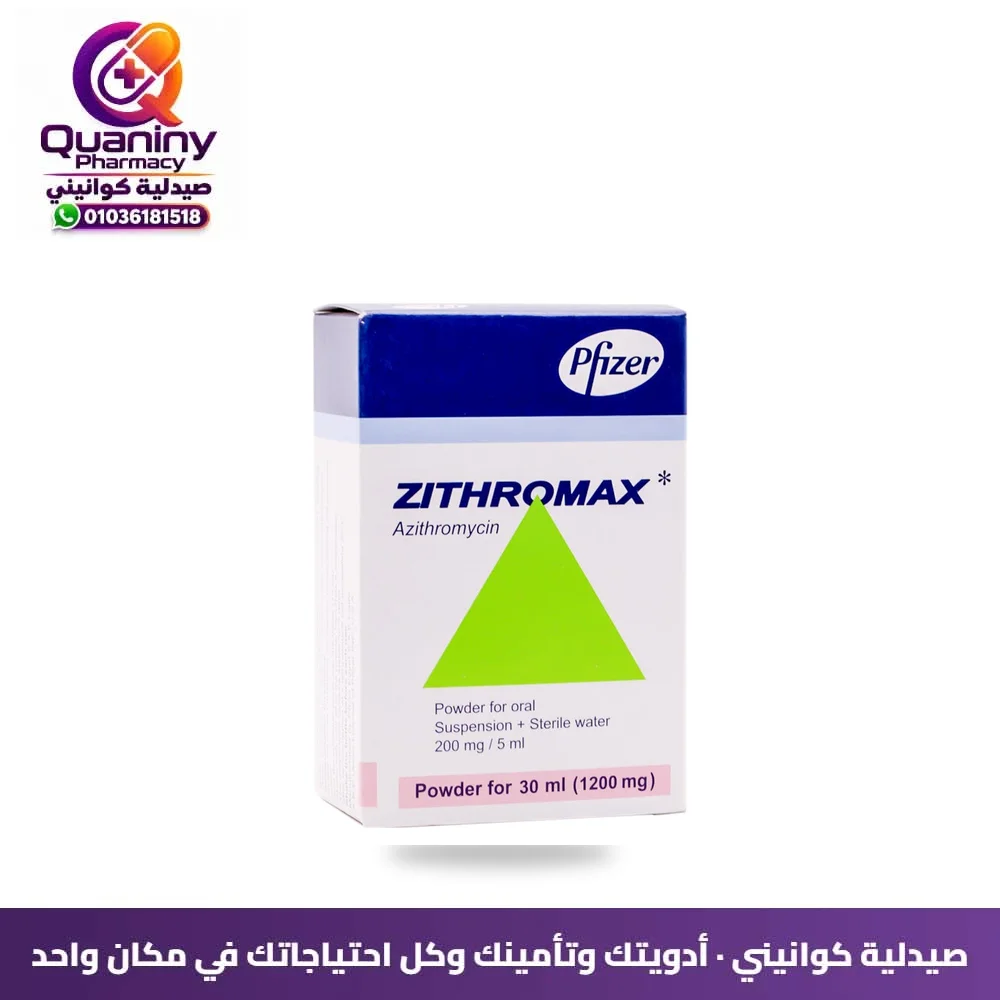 Quaniny
Pharmacy
صيدلية كوانيني
01036181518
Pfizer
ZITHROMAX *
Azithromycin
Powder for oral
Suspension + Sterile water
200 mg / 5 ml
Powder for 30 ml (1200 mg)
صيدلية كوانيني · أدويتك وتأمينك وكل احتياجاتك في مكان واحد